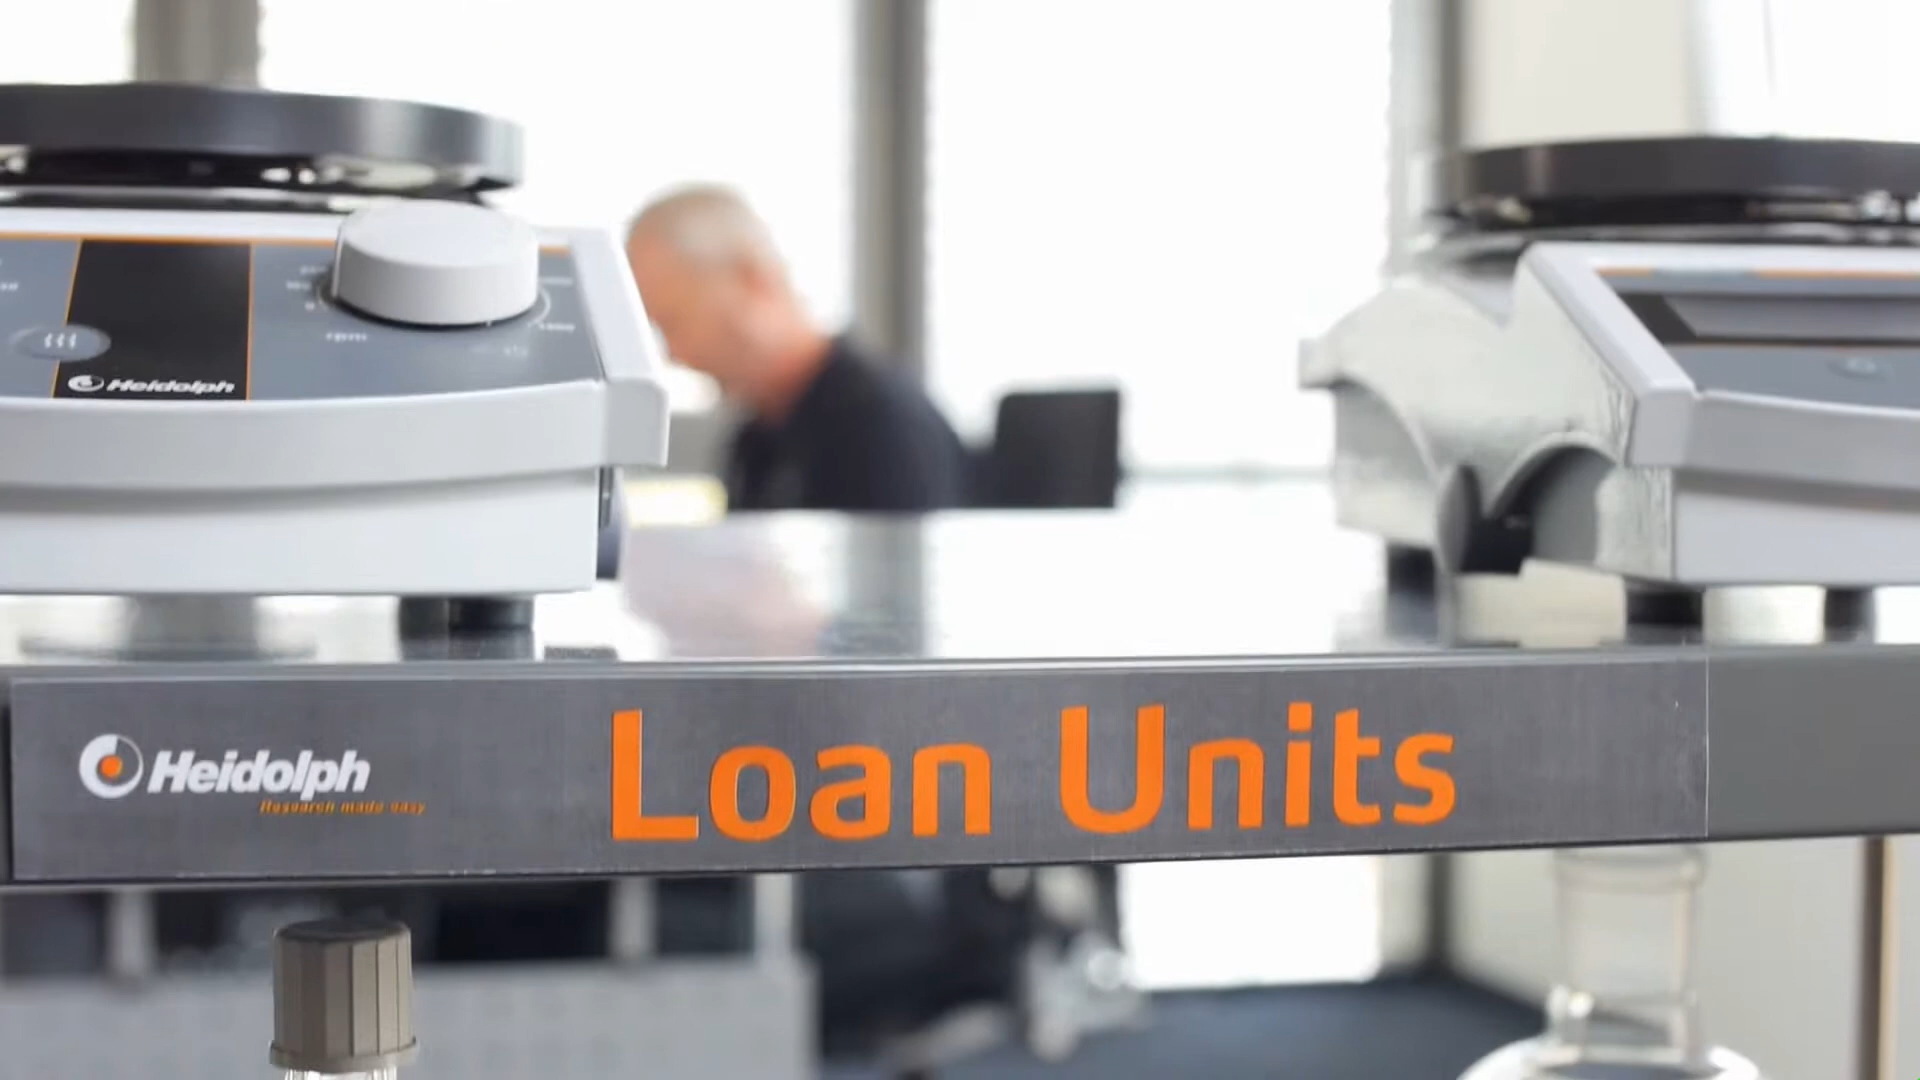 Heidolph
rpm
Heidolph
Research made easy
Loan Units